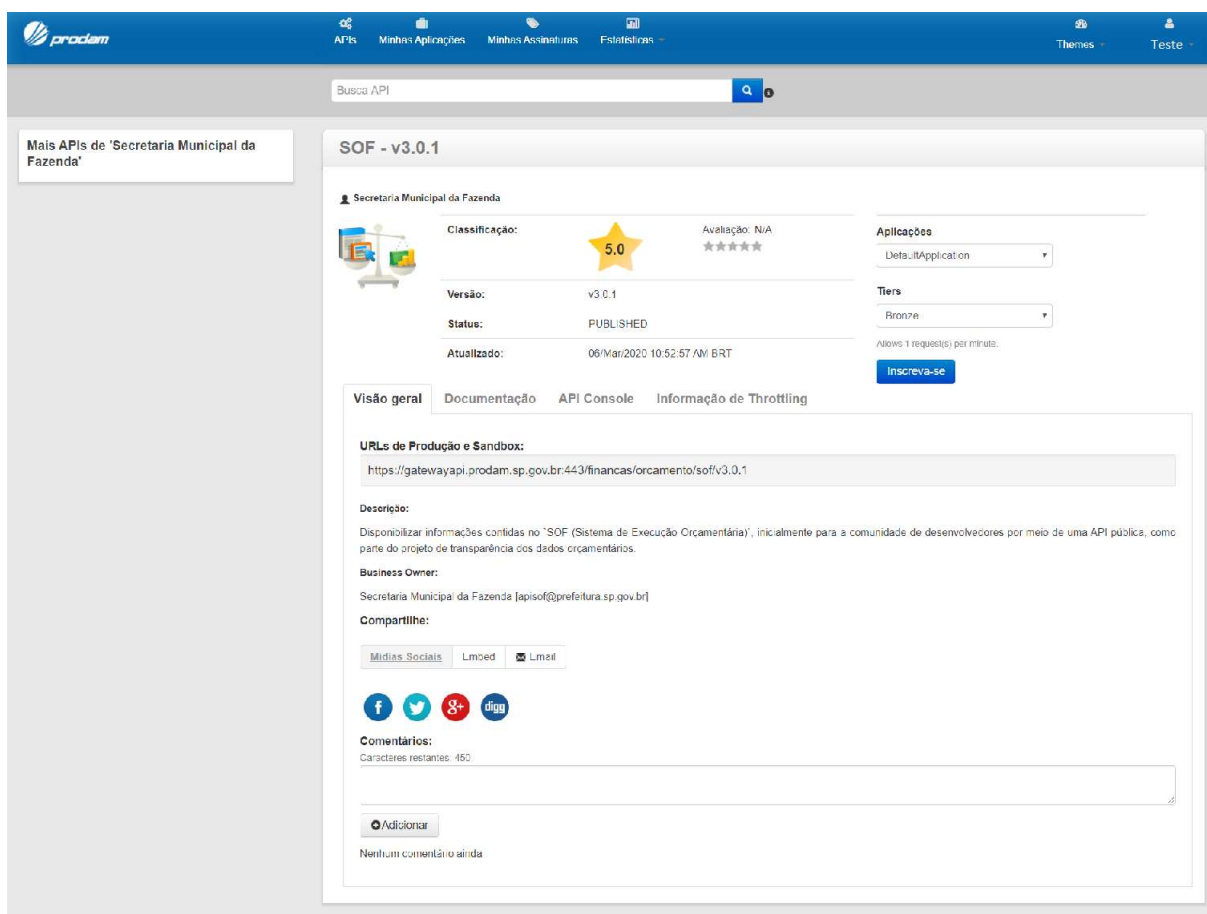 prodam
APIs
Minhas Aplicações
Minhas Assinaturas
Estatísticas
Themes
Teste
Busca API
Mais APIs de 'Secretaria Municipal da
Fazenda'
SOF - v3.0.1
Secretaria Municipal da Fazenda
Classificação:
5.0
Avaliação: N/A
Versão:
v3.0.1
Status:
PUBLISHED
Atualizado:
06/Mar/2020 10:52:57 AM BRT
Aplicações
DefaultApplication
Tiers
Bronze
Allows 1 request(s) per minute.
Inscreva-se
Visão geral
Documentação
API Console
Informação de Throttling
URLs de Produção e Sandbox:
https://gatewayapi.prodam.sp.gov.br:443/financas/orcamento/sof/v3.0.1
Descrição:
Disponibilizar informações contidas no `SOF (Sistema de Execução Orçamentária)`, inicialmente para a comunidade de desenvolvedores por meio de uma API pública, como
parte do projeto de transparência dos dados orçamentários.
Business Owner:
Secretaria Municipal da Fazenda [apisof@prefeitura.sp.gov.br]
Compartilhe:
Mídias Sociais
Embed
Email
f
g+
digg
Comentários:
Caracteres restantes: 450
Adicionar
Nenhum comentário ainda